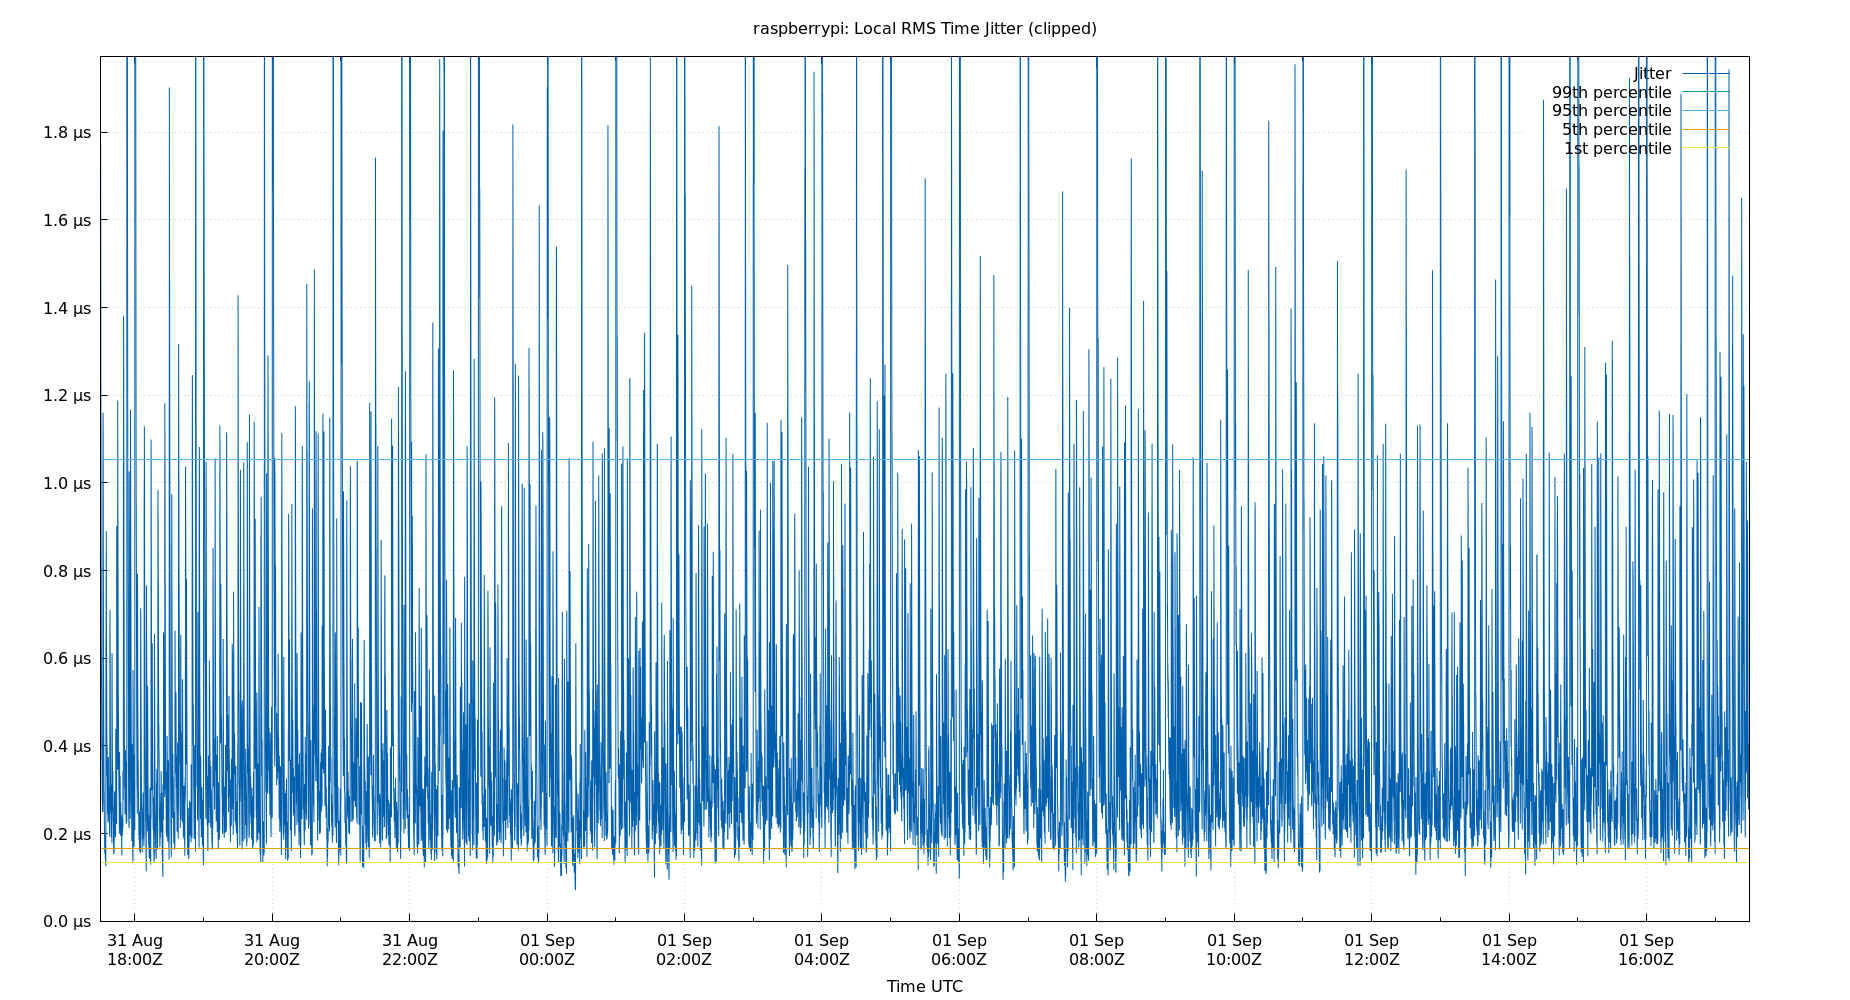 raspberrypi: Local RMS Time Jitter (clipped)
Jitter
99th percentile
95th percentile
5th percentile
1st percentile
1.8 µs
1.6 µs
1.4 µs
1.2 µs
1.0 µs
0.8 µs
0.6 µs
0.4 µs
0.2 µs
0.0 µs
31 Aug 31 Aug 31 Aug 01 Sep 01 Sep 01 Sep 01 Sep 01 Sep 01 Sep 01 Sep 01 Sep 01 Sep
18:00Z 20:00Z 22:00Z 00:00Z 02:00Z 04:00Z 06:00Z 08:00Z 10:00Z 12:00Z 14:00Z 16:00Z
Time UTC